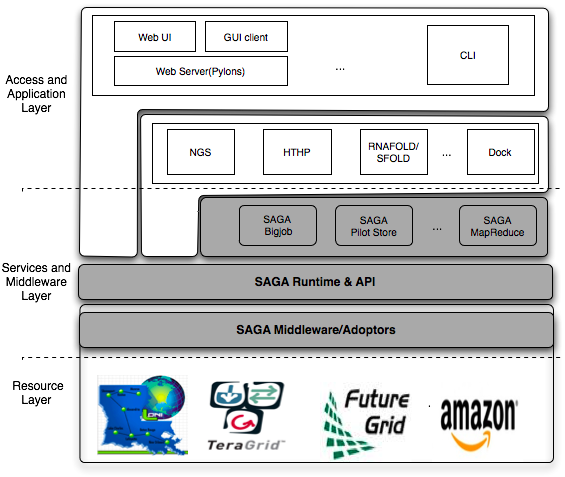 Web UI
GUI client
Web Server(Pylons)
...
CLI
Access and
Application
Layer
NGS
HTHP
RNAFOLD/
SFOLD
...
Dock
SAGA
Bigjob
SAGA
Pilot Store
...
SAGA
MapReduce
Services and
Middleware
Layer
SAGA Runtime & API
SAGA Middleware/Adoptors
Resource
Layer
LONI
TeraGrid™
Future
Grid
amazon